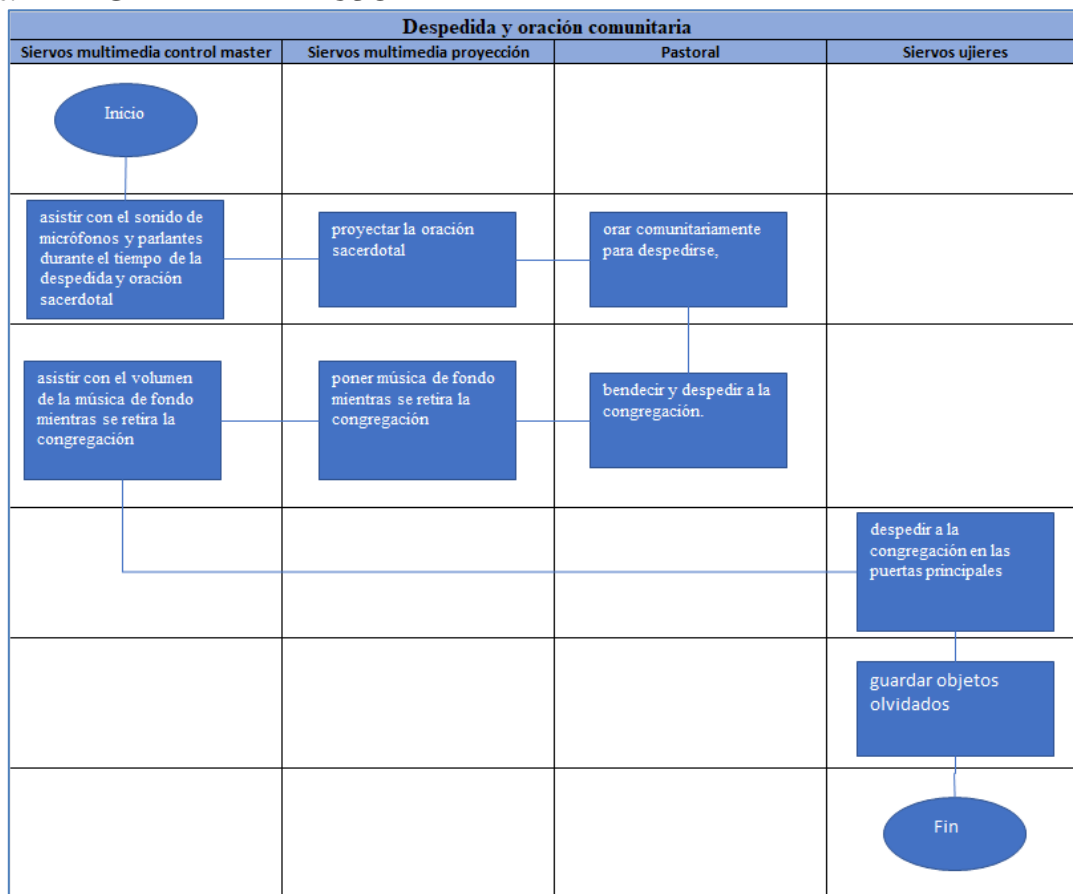 Despedida y oración comunitaria
Siervos multimedia control master
Siervos multimedia proyección
Pastoral
Siervos ujieres
Inicio
asistir con el sonido de
micrófonos y parlantes
durante el tiempo de la
despedida y oración
sacerdotal
proyectar la oración
sacerdotal
orar comunitariamente
para despedirse,
asistir con el volumen
de la música de fondo
mientras se retira la
congregación
poner música de fondo
mientras se retira la
congregación
bendecir y despedir a la
congregación.
despedir a la
congregación en las
puertas principales
guardar objetos
olvidados
Fin